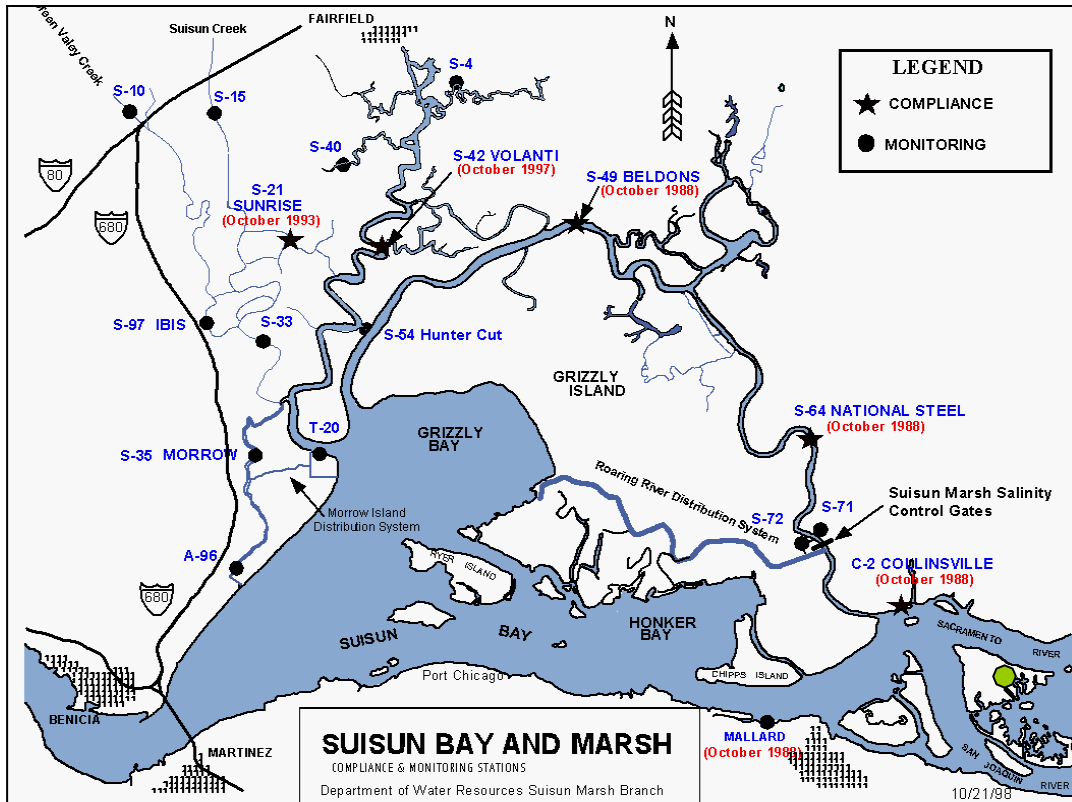 Green Valey Creek
Suisun Creek
FAIRFIELD
N
LEGEND
COMPLIANCE
MONITORING
S-10
S-15
S-4
S-40
80
680
S-42 VOLANTI
(October 1997)
S-49 BELDONS
(October 1988)
S-21
SUNRISE
(October 1993)
S-97 IBIS
S-33
S-54 Hunter Cut
GRIZZLY
ISLAND
S-64 NATIONAL STEEL
(October 1988)
T-20
GRIZZLY
BAY
S-35 MORROW
Roaring River Distribution System
Morrow Island
Distribution System
S-72
S-71
Suisun Marsh Salinity
Control Gates
A-96
RYER ISLAND
C-2 COLLINSVILLE
(October 1988)
680
SUISUN BAY
HONKER
BAY
SACRAMENTO
RIVER
Port Chicago
CHIPPS ISLAND
BENICIA
MARTINEZ
MALLARD
(October 1988)
SAN JOAQUIN
RIVER
SUISUN BAY AND MARSH
COMPLIANCE & MONITORING STATIONS
Department of Water Resources Suisun Marsh Branch
10/21/98